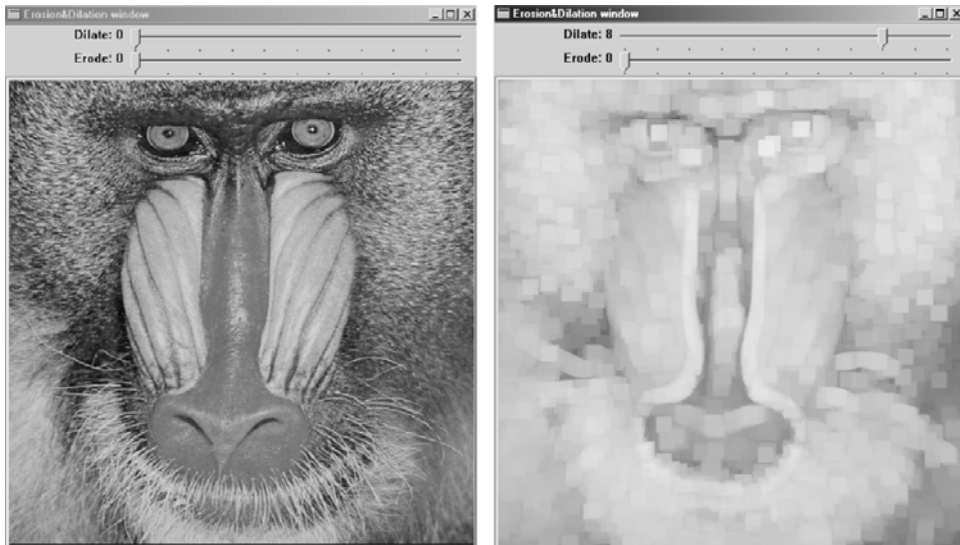 Erosion&Dilation window
Dilate: 0
Erode: 0
Erosion&Dilation window
Dilate: 8
Erode: 0